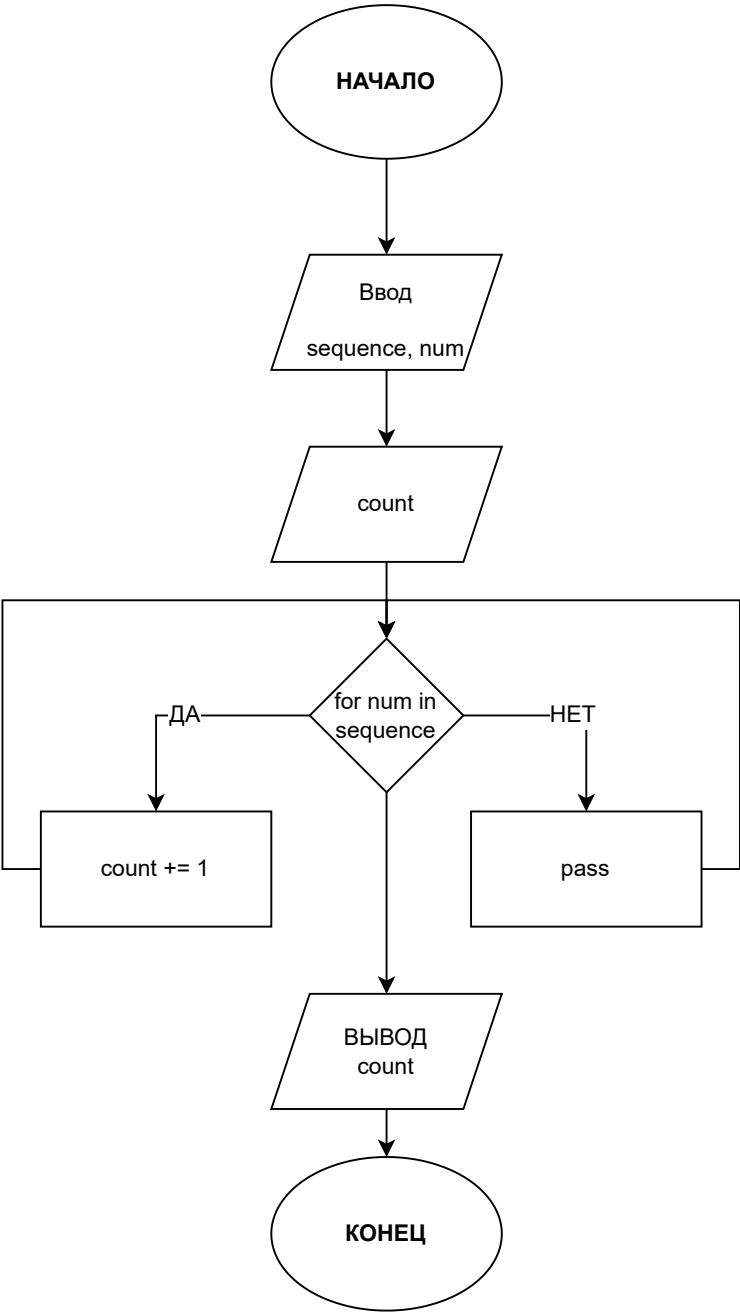 НАЧАЛО
Ввод
sequence, num
count
for num in
sequence
ДА
НЕТ
count += 1
pass
ВЫВОД
count
КОНЕЦ